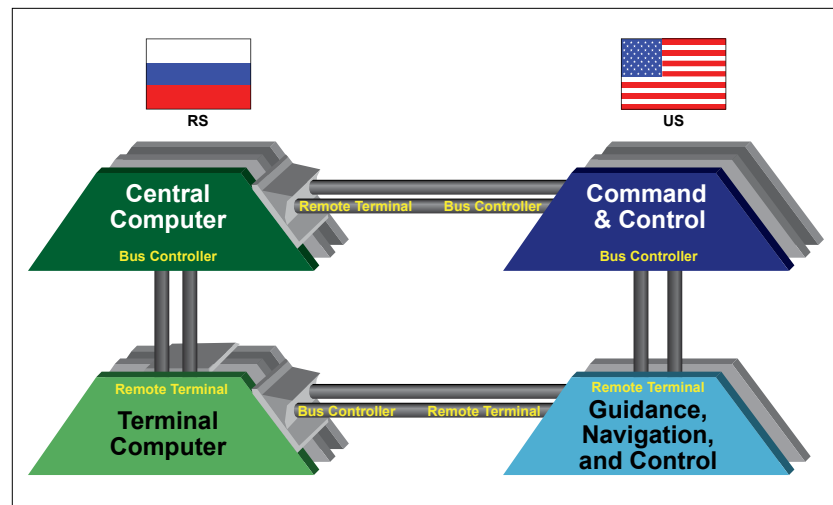 RS
US
Central
Computer
Bus Controller
Remote Terminal
Bus Controller
Command
& Control
Bus Controller
Remote Terminal
Terminal
Computer
Bus Controller
Remote Terminal
Remote Terminal
Guidance,
Navigation,
and Control